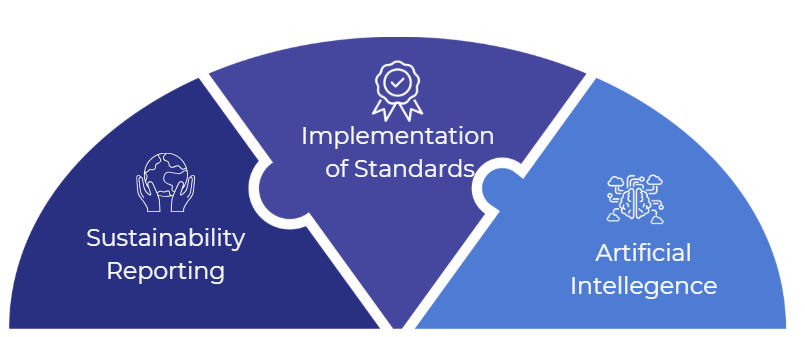 Implementation
of Standards
Sustainability
Reporting
Artificial
Intellegence